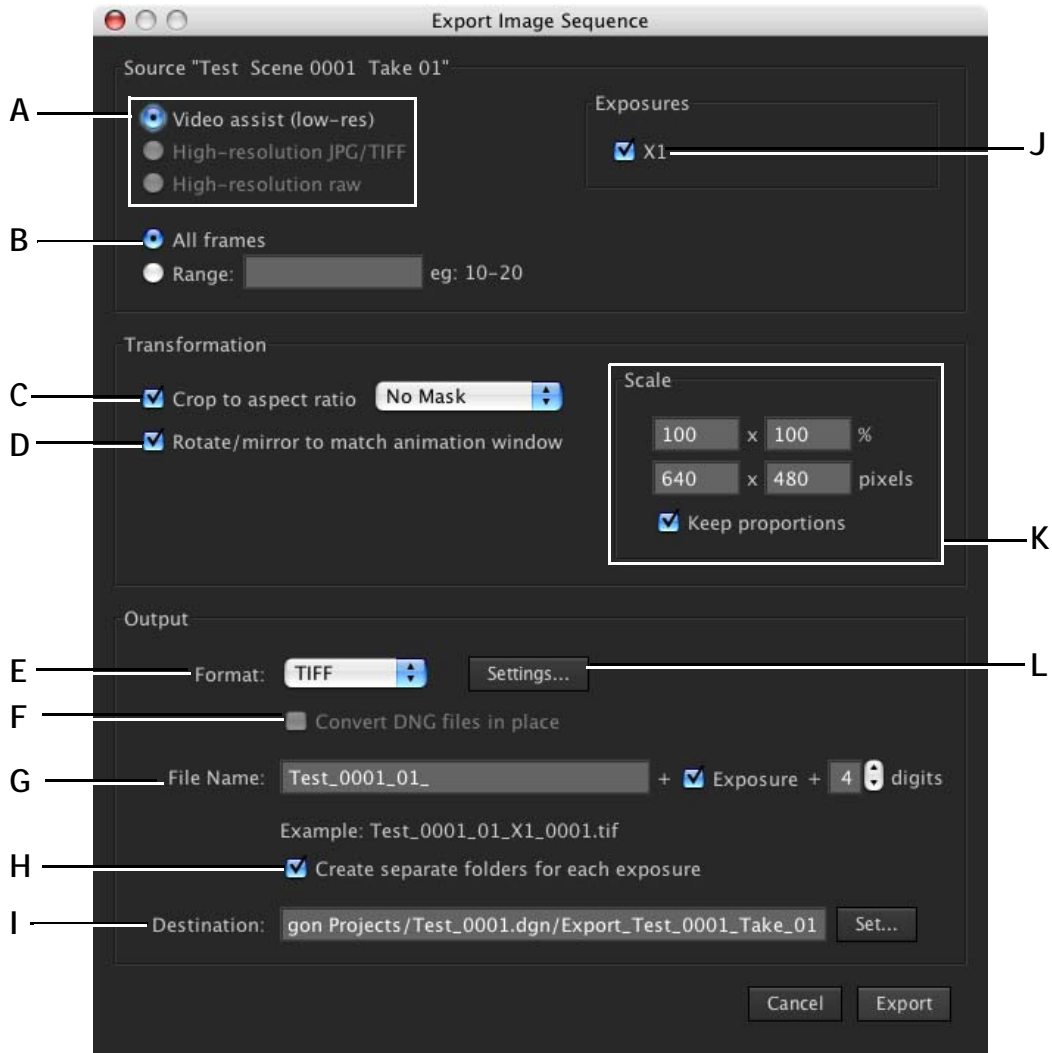 Export Image Sequence
Source "Test Scene 0001 Take 01"
A
Video assist (low-res)
High-resolution JPG/TIFF
High-resolution raw
Exposures
X1
J
B
All frames
Range:
eg: 10-20
Transformation
C
Crop to aspect ratio
No Mask
D
Rotate/mirror to match animation window
Scale
100 x 100 %
640 x 480 pixels
Keep proportions
K
Output
E
Format:
TIFF
Settings...
L
F
Convert DNG files in place
G
File Name:
Test_0001_01_
+ Exposure + 4 digits
Example: Test_0001_01_X1_0001.tif
H
Create separate folders for each exposure
I
Destination:
gon Projects/Test_0001.dgn/Export_Test_0001_Take_01
Set...
Cancel
Export